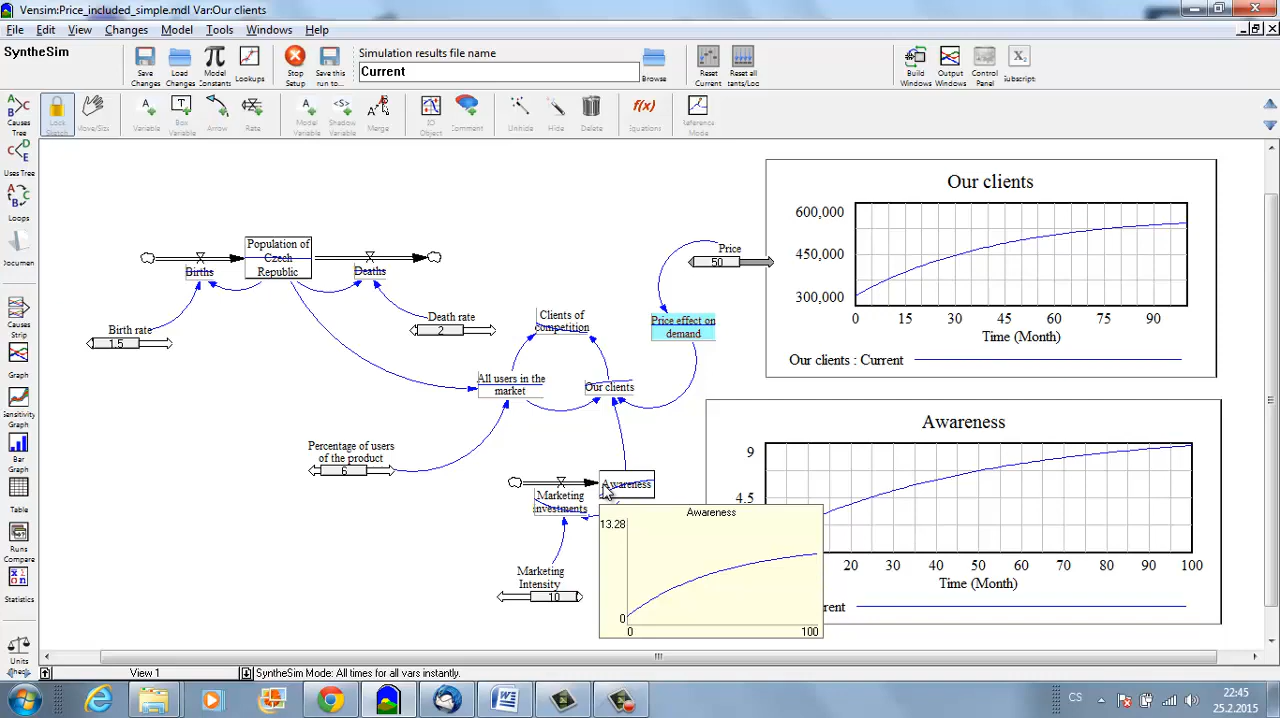 Vensim:Price_included_simple.mdl Var:Our clients
File Edit View Changes Model Tools Windows Help
SyntheSim
Save Changes
Load Changes
Model Constants
Lookups
Stop Setup
Save this run to...
Simulation results file name
Current
Browse
Reset Current
Reset all
Build Windows
Output Windows
Control Panel
X₂
Causes Tree
Lock Sketch
Move/Size
Variable
Box Variable
Arrow
Rate
Model Variable
Shadow Variable
Merge
IO Object
Comment
Unhide
Hide
Delete
f(x)
Equations
Reference Mode
Uses Tree
Loops
Documen
Causes Strip
Graph
Sensitivity Graph
Bar Graph
Table
Runs Compare
Statistics
Units
Population of
Czech
Republic
Births
Deaths
Birth rate
1.5
Death rate
2
Clients of
competition
Price
50
Price effect on
demand
All users in the
market
Our clients
Percentage of users
of the product
6
Marketing
investments
Awareness
Marketing
Intensity
10
Our clients
600,000
450,000
300,000
0 15 30 45 60 75 90
Time (Month)
Our clients : Current
Awareness
9
4.5
20 30 40 50 60 70 80 90 100
Time (Month)
rent
Awareness
13.28
0
0 100
View 1
SyntheSim Mode: All times for all vars instantly.
CS
22:45
25.2.2015